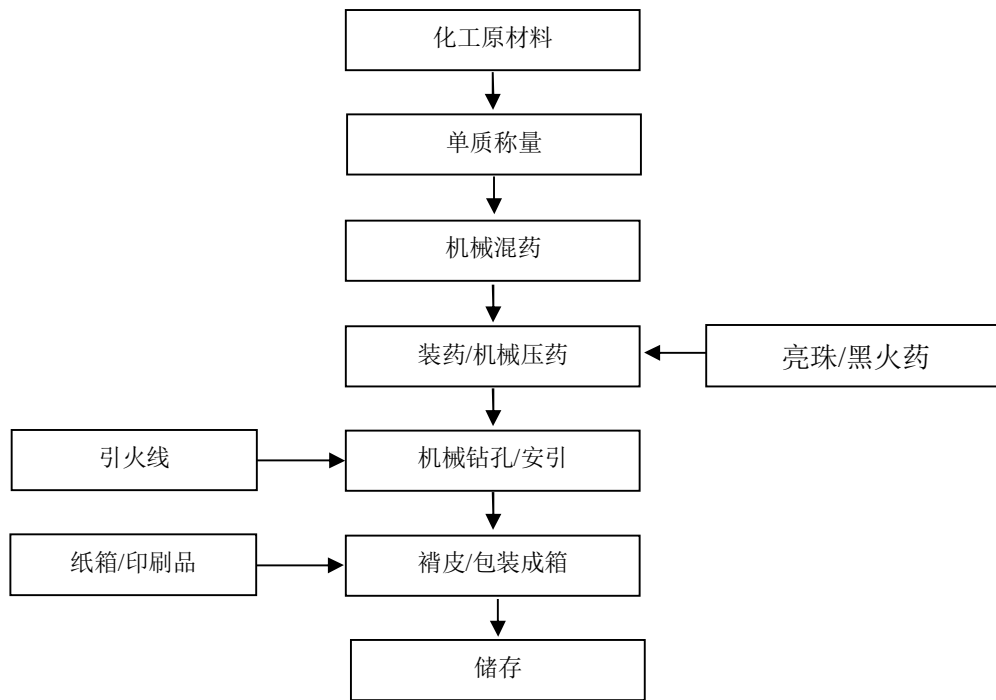 化工原材料
单质称量
机械混药
装药/机械压药
亮珠/黑火药
引火线
机械钻孔/安引
纸箱/印刷品
褙皮/包装成箱
储存